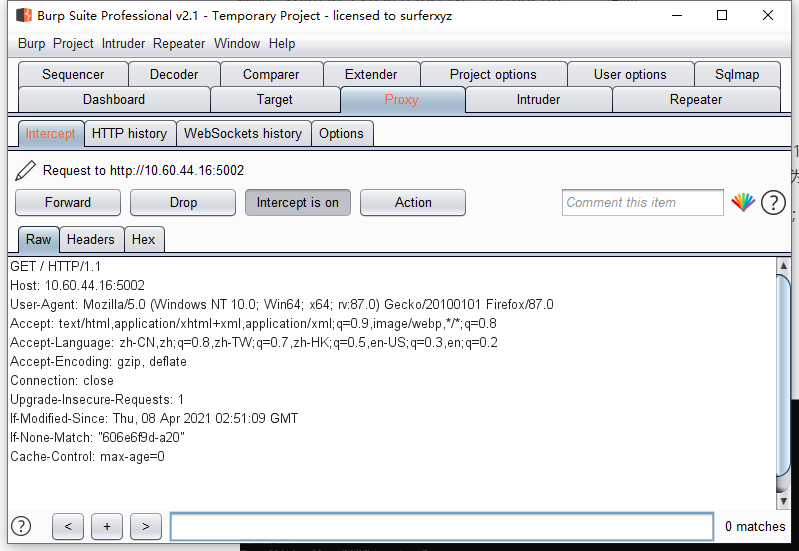 Burp Suite Professional v2.1 - Temporary Project - licensed to surferxyz
Burp Project Intruder Repeater Window Help
Sequencer Decoder Comparer Extender Project options User options Sqlmap
Dashboard Target Proxy Intruder Repeater
Intercept HTTP history WebSockets history Options
Request to http://10.60.44.16:5002
Forward Drop Intercept is on Action Comment this item ?
Raw Headers Hex
GET / HTTP/1.1
Host: 10.60.44.16:5002
User-Agent: Mozilla/5.0 (Windows NT 10.0; Win64; x64; rv:87.0) Gecko/20100101 Firefox/87.0
Accept: text/html,application/xhtml+xml,application/xml;q=0.9,image/webp,*/*;q=0.8
Accept-Language: zh-CN,zh;q=0.8,zh-TW;q=0.7,zh-HK;q=0.5,en-US;q=0.3,en;q=0.2
Accept-Encoding: gzip, deflate
Connection: close
Upgrade-Insecure-Requests: 1
If-Modified-Since: Thu, 08 Apr 2021 02:51:09 GMT
If-None-Match: "606e6f9d-a20"
Cache-Control: max-age=0
? < + > 0 matches